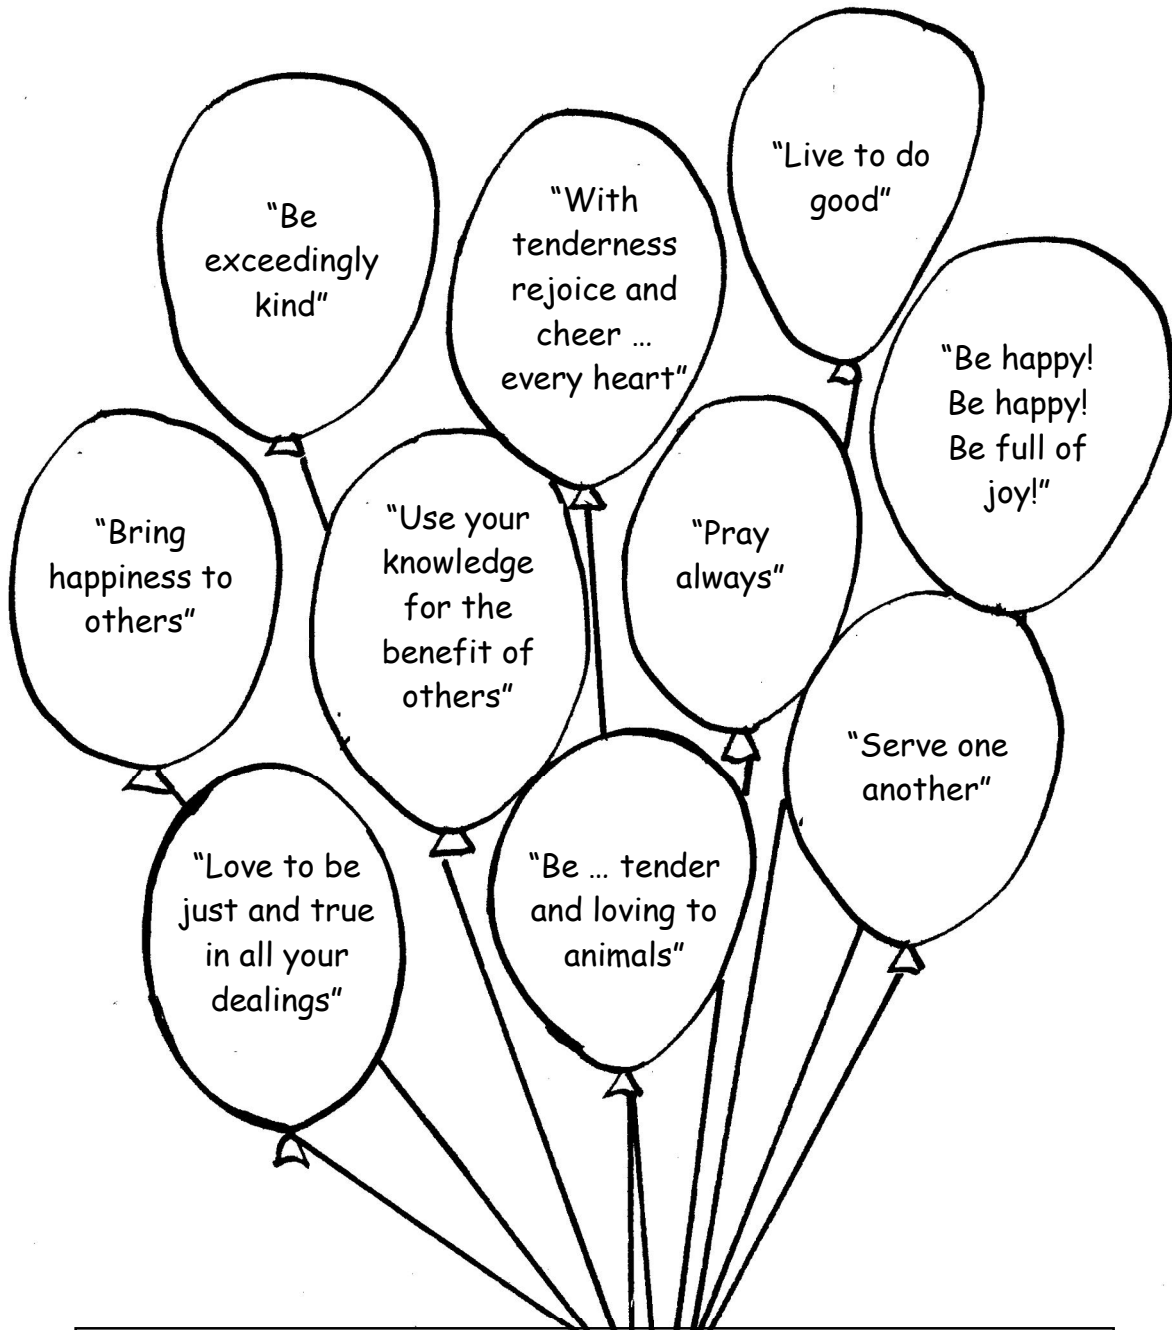 “Live to do
good”
“Be
exceedingly
kind”
“With
tenderness
rejoice and
cheer ...
every heart”
“Be happy!
Be happy!
Be full of
joy!”
“Bring
happiness to
others”
“Use your
knowledge
for the
benefit of
others”
“Pray
always”
“Serve one
another”
“Love to be
just and true
in all your
dealings”
“Be ... tender
and loving to
animals”